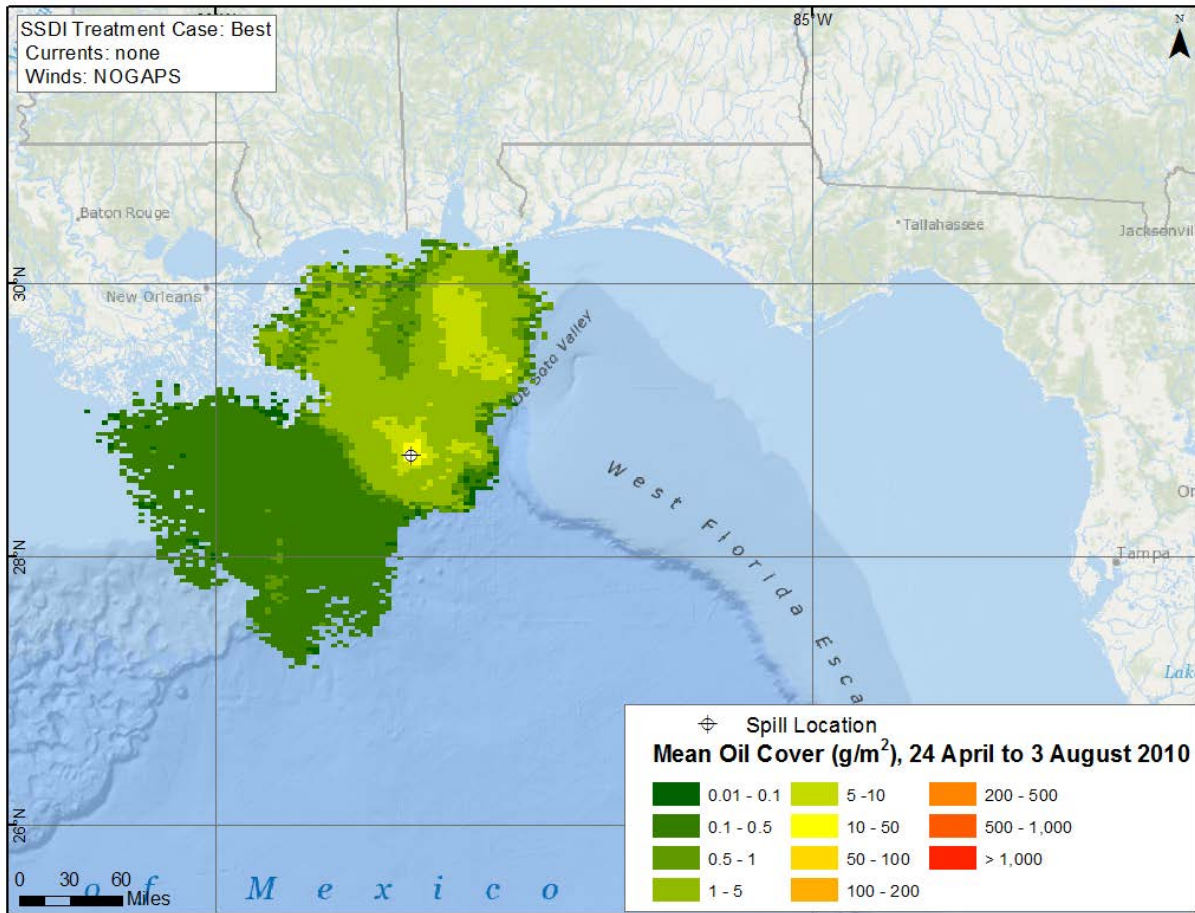 SSDI Treatment Case: Best
Currents: none
Winds: NOGAPS
85°W
N
Baton Rouge
Tallahassee
Jacksonvil
30°N
New Orleans
De Soto Valley
West Florida Esca
Or
28°N
Tampa
Lake
26°N
of Mexico
0 30 60
Miles
Spill Location
Mean Oil Cover (g/m²), 24 April to 3 August 2010
0.01 - 0.1
0.1 - 0.5
0.5 - 1
1 - 5
5 -10
10 - 50
50 - 100
100 - 200
200 - 500
500 - 1,000
> 1,000